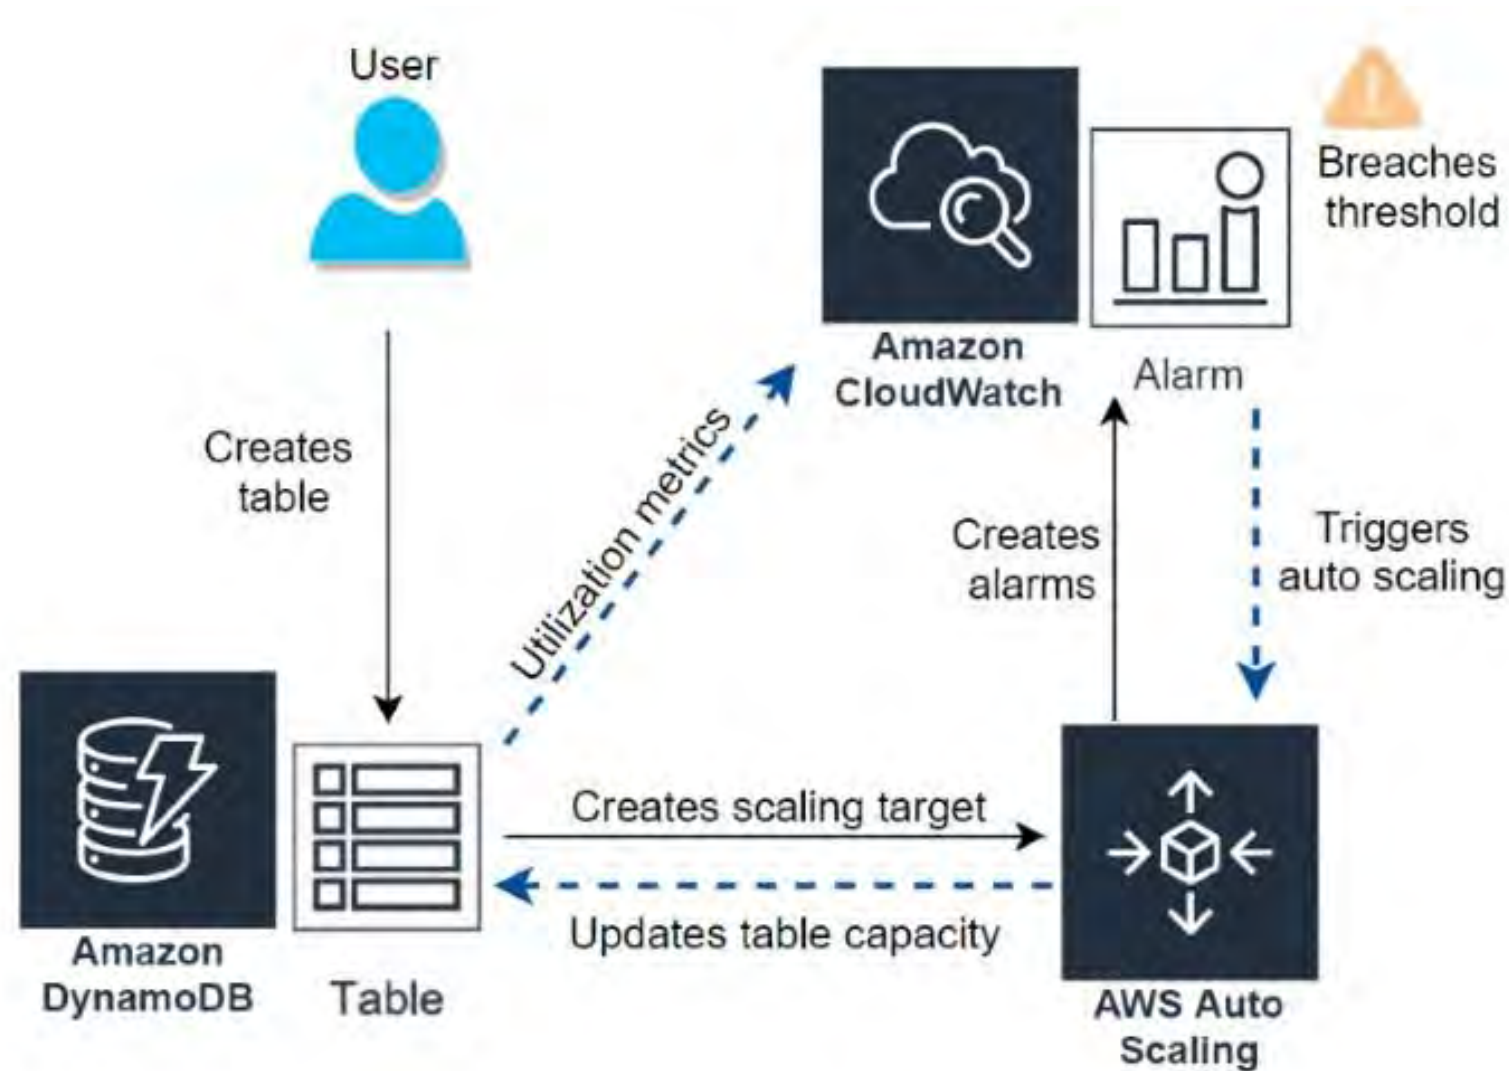 User
Breaches
threshold
Amazon
CloudWatch
Alarm
Creates
table
Utilization metrics
Creates
alarms
Triggers
auto scaling
Creates scaling target
Updates table capacity
Amazon
DynamoDB
Table
AWS Auto
Scaling